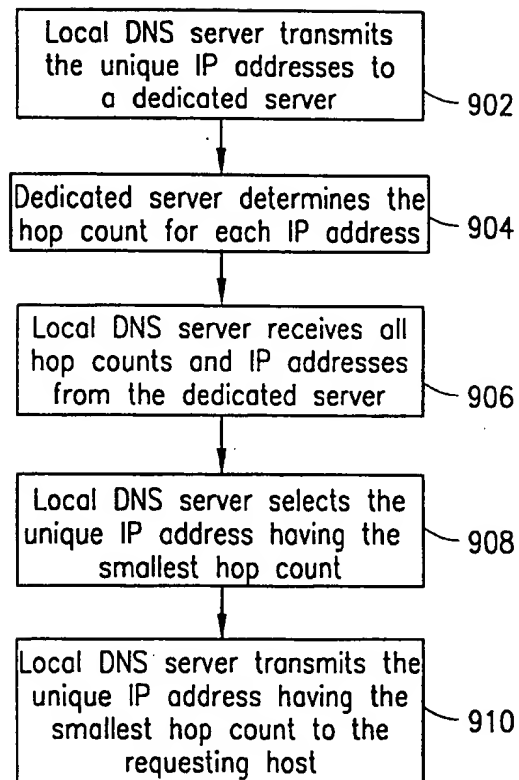 Local DNS server transmits
the unique IP addresses to
a dedicated server
902
Dedicated server determines the
hop count for each IP address
904
Local DNS server receives all
hop counts and IP addresses
from the dedicated server
906
Local DNS server selects the
unique IP address having the
smallest hop count
908
Local DNS server transmits the
unique IP address having the
smallest hop count to the
requesting host
910